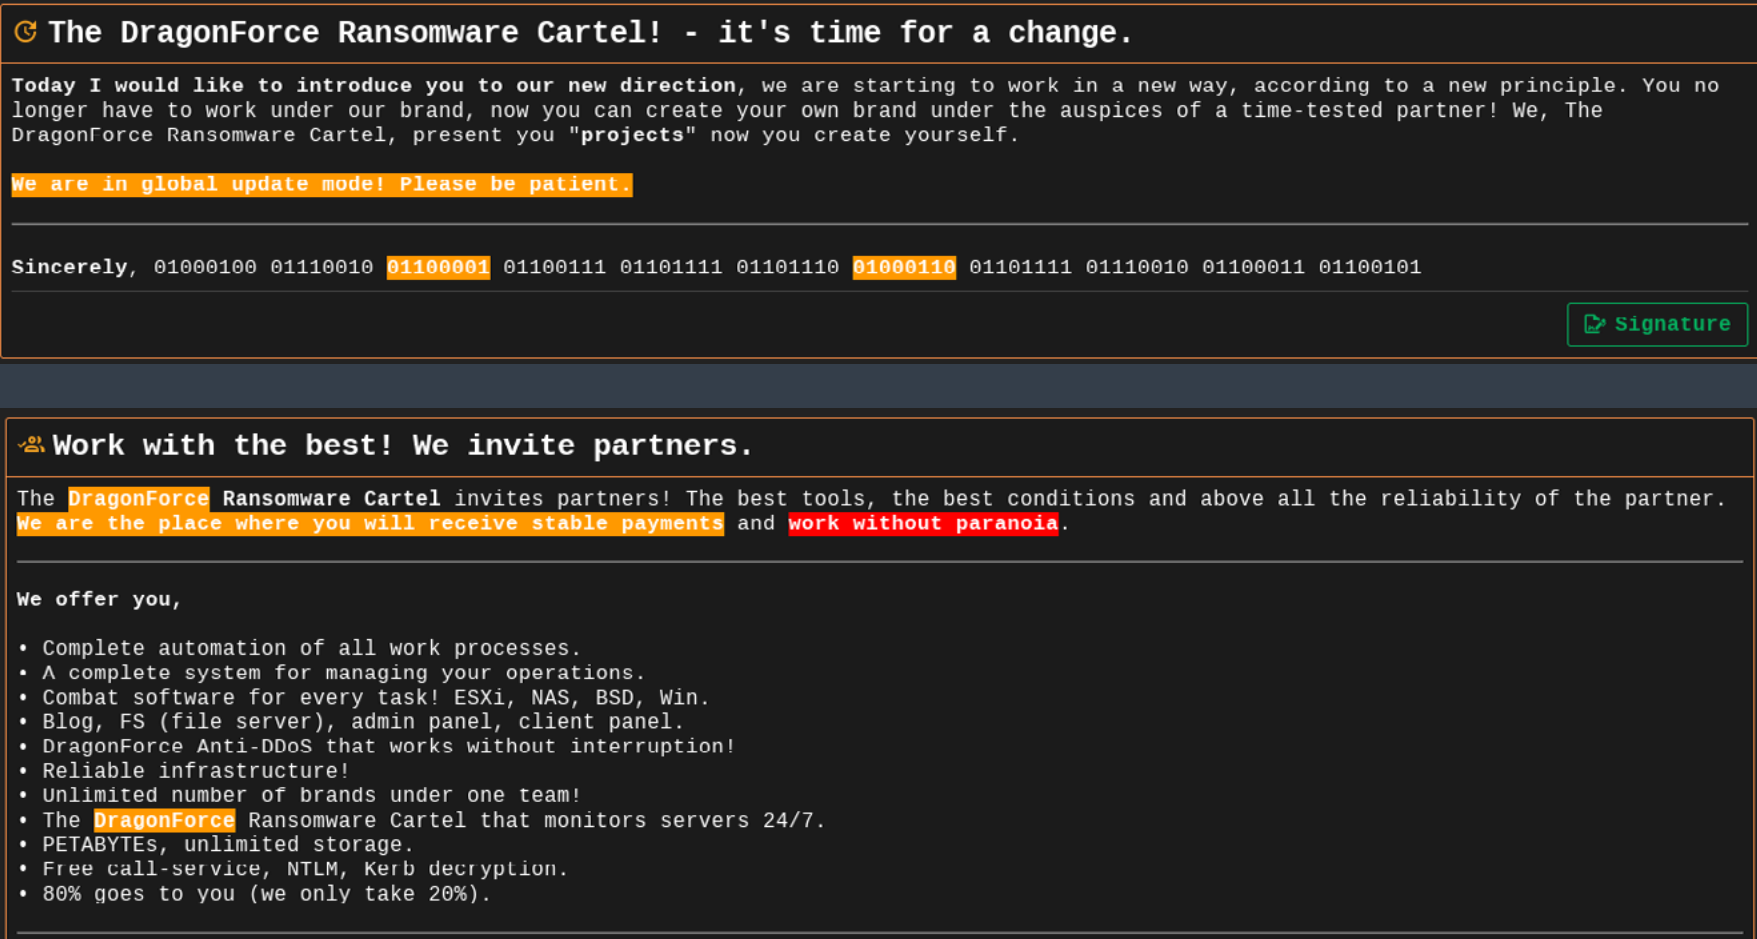 The DragonForce Ransomware Cartel! - it's time for a change.
Today I would like to introduce you to our new direction, we are starting to work in a new way, according to a new principle. You no
longer have to work under our brand, now you can create your own brand under the auspices of a time-tested partner! We, The
DragonForce Ransomware Cartel, present you "projects" now you create yourself.
We are in global update mode! Please be patient.
Sincerely, 01000100 01110010 01100001 01100111 01101111 01101110 01000110 01101111 01110010 01100011 01100101
Signature
Work with the best! We invite partners.
The DragonForce Ransomware Cartel invites partners! The best tools, the best conditions and above all the reliability of the partner.
We are the place where you will receive stable payments and work without paranoia.
We offer you,
• Complete automation of all work processes.
• A complete system for managing your operations.
• Combat software for every task! ESXi, NAS, BSD, Win.
• Blog, FS (file server), admin panel, client panel.
• DragonForce Anti-DDoS that works without interruption!
• Reliable infrastructure!
• Unlimited number of brands under one team!
• The DragonForce Ransomware Cartel that monitors servers 24/7.
• PETABYTEs, unlimited storage.
• Free call-service, NTLM, Kerb decryption.
• 80% goes to you (we only take 20%).